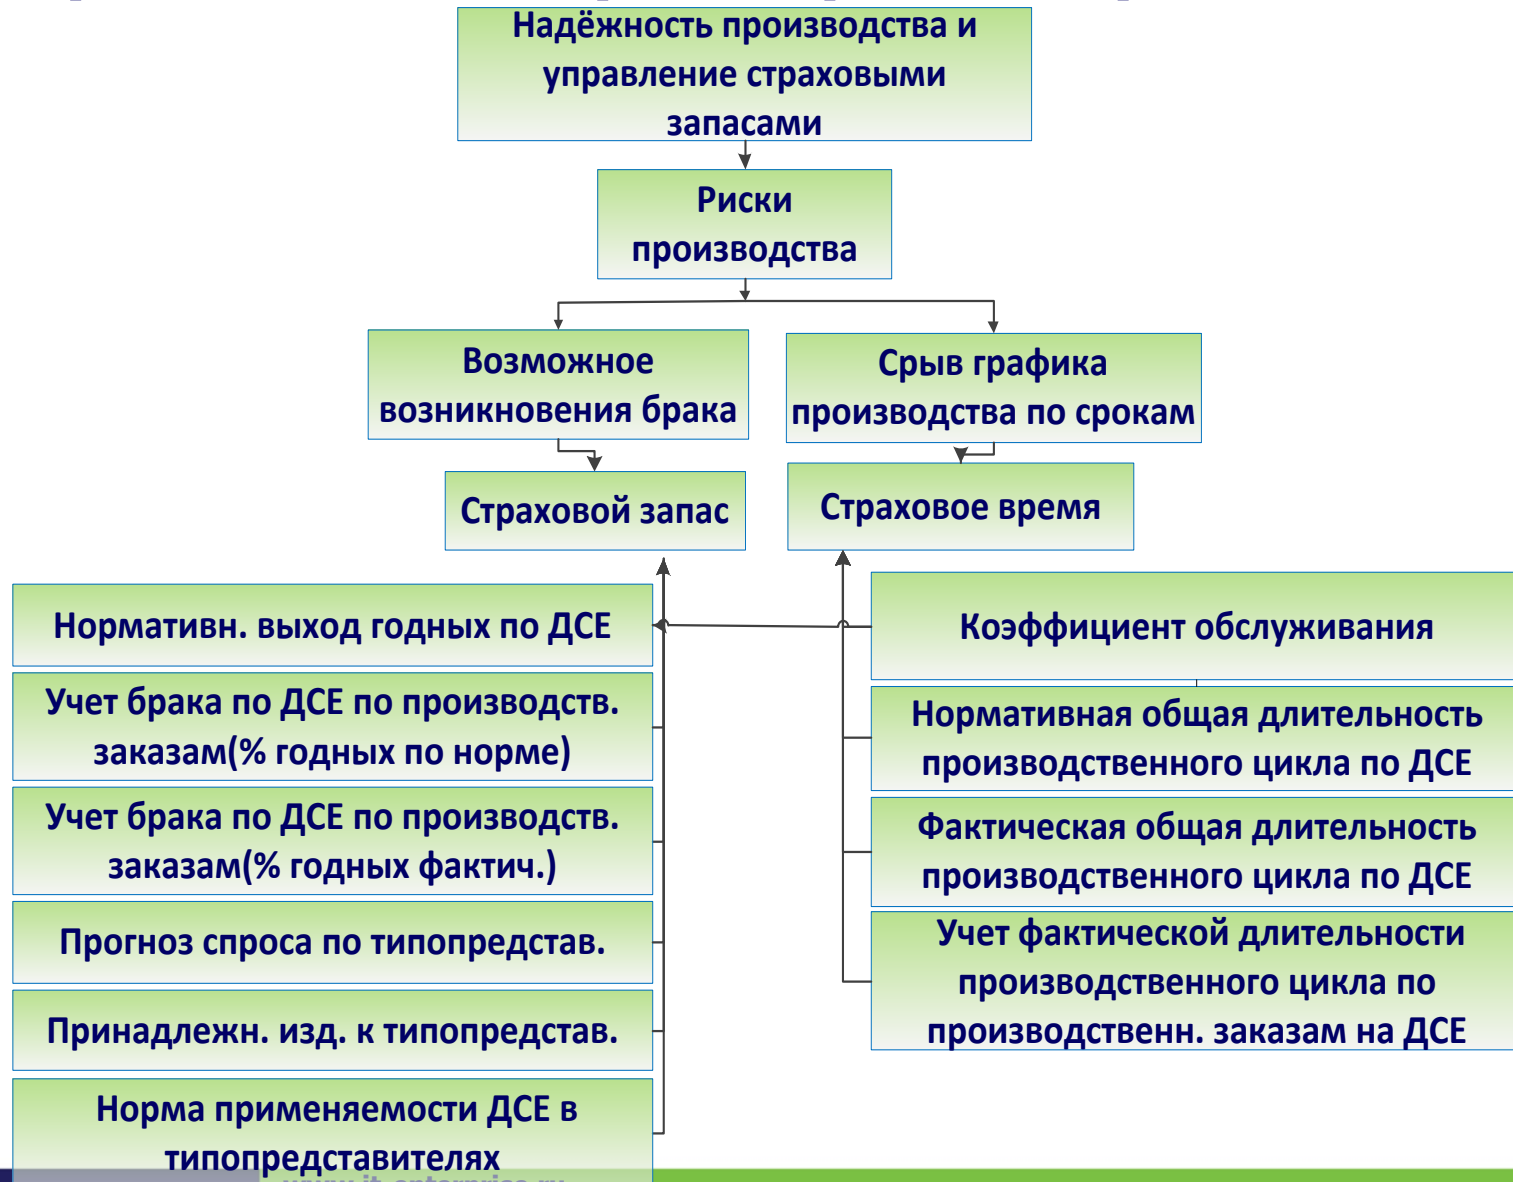 Надёжность производства и
управление страховыми
запасами
Риски
производства
Возможное
возникновения брака
Срыв графика
производства по срокам
Страховой запас
Страховое время
Нормативн. выход годных по ДСЕ
Учет брака по ДСЕ по производств.
заказам(% годных по норме)
Учет брака по ДСЕ по производств.
заказам(% годных фактич.)
Прогноз спроса по типопредстав.
Принадлежн. изд. к типопредстав.
Норма применяемости ДСЕ в
типопредставителях
Коэффициент обслуживания
Нормативная общая длительность
производственного цикла по ДСЕ
Фактическая общая длительность
производственного цикла по ДСЕ
Учет фактической длительности
производственного цикла по
производственн. заказам на ДСЕ